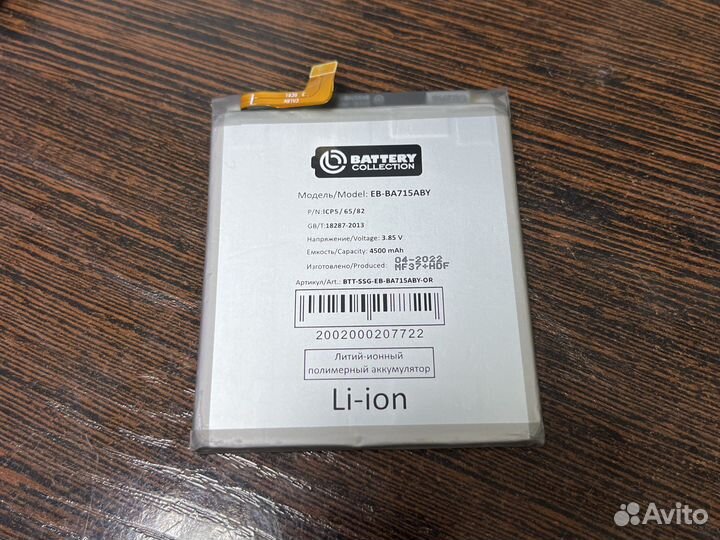 BATTERY
COLLECTION
Модель/Model: EB-BA715ABY
P/N:ICP5/65/82
GB/T:18287-2013
Напряжение/Voltage: 3.85 V
Емкость/Capacity: 4500 mAh
Изготовлено/Produced: 04-2022
MF37+HDF
Артикул/Art.: BTT-SSG-EB-BA715ABY-OR
2002000207722
Литий-ионный
полимерный аккумулятор
Li-ion
Avito